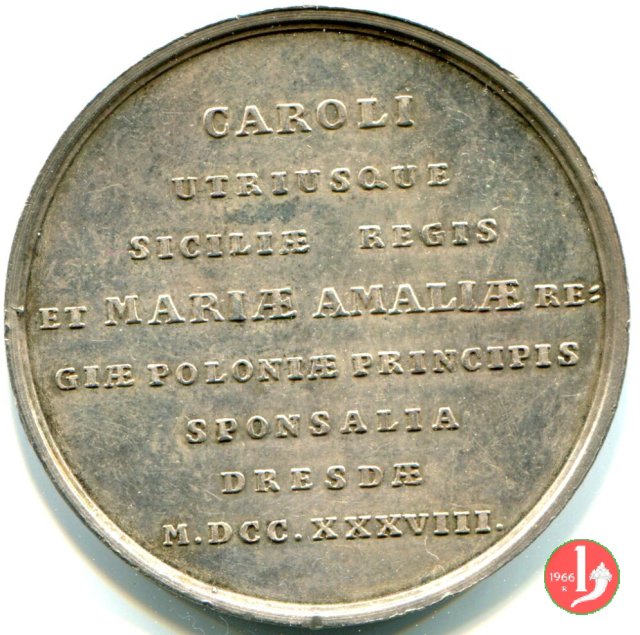 CAROLI
UTRIUSQUE
SICILIÆ REGIS
ET MARIÆ AMALIÆ RE:
GIÆ POLONIÆ PRINCIPIS
SPONSALIA
DRESDÆ
M.DCC.XXXVIII.
1966
R